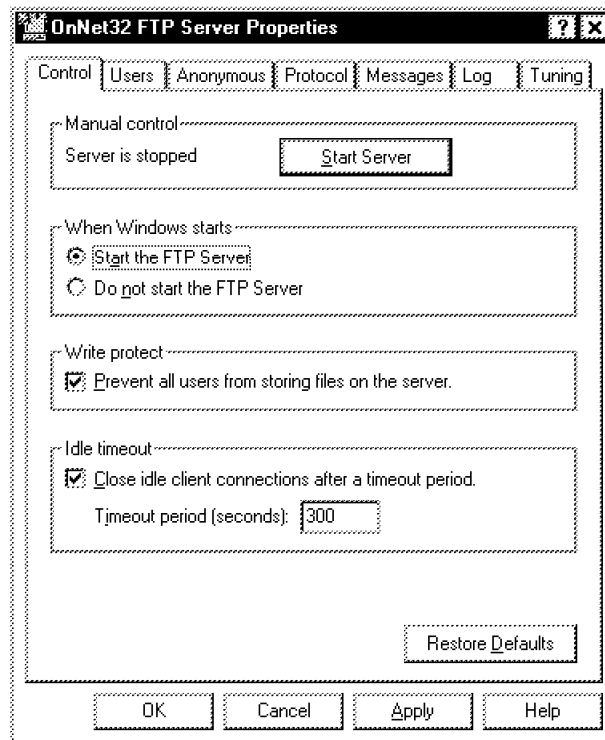 OnNet32 FTP Server Properties
Control Users Anonymous Protocol Messages Log Tuning
Manual control
Server is stopped Start Server
When Windows starts
Start the FTP Server
Do not start the FTP Server
Write protect
Prevent all users from storing files on the server.
Idle timeout
Close idle client connections after a timeout period.
Timeout period (seconds): 300
Restore Defaults
OK Cancel Apply Help